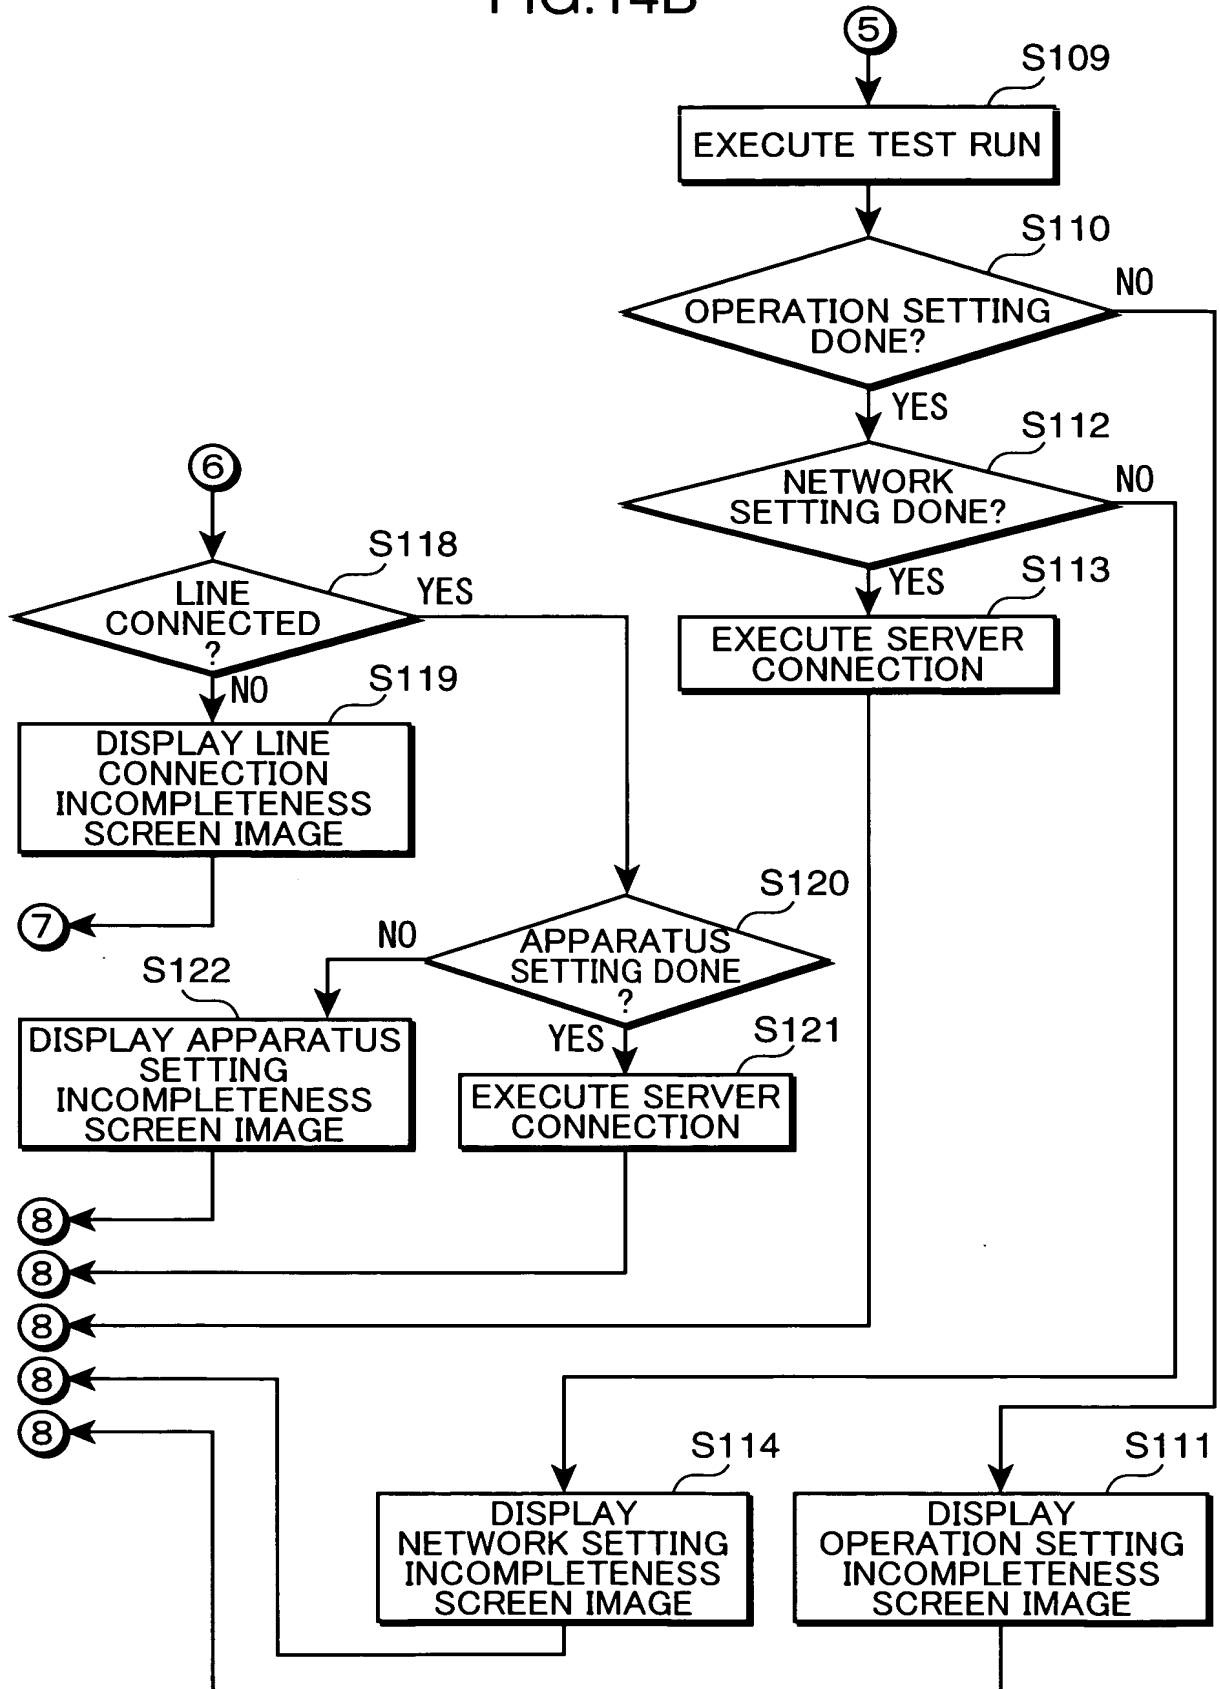 FIG.14B
5
S109
EXECUTE TEST RUN
S110
OPERATION SETTING
DONE?
NO
YES
S112
NETWORK
SETTING DONE?
NO
YES
S113
EXECUTE SERVER
CONNECTION
6
S118
LINE
CONNECTED
?
YES
NO
S119
DISPLAY LINE
CONNECTION
INCOMPLETENESS
SCREEN IMAGE
7
S120
APPARATUS
SETTING DONE
?
NO
YES
S122
DISPLAY APPARATUS
SETTING
INCOMPLETENESS
SCREEN IMAGE
S121
EXECUTE SERVER
CONNECTION
8
8
8
8
8
S114
DISPLAY
NETWORK SETTING
INCOMPLETENESS
SCREEN IMAGE
S111
DISPLAY
OPERATION SETTING
INCOMPLETENESS
SCREEN IMAGE